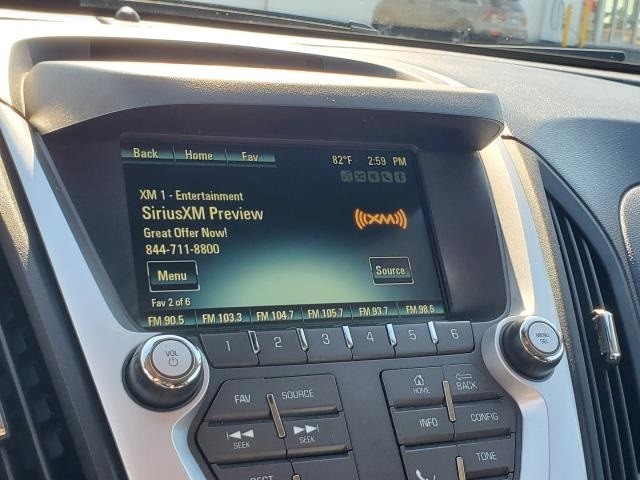 Back Home Fav 82°F 2:59 PM
XM 1 - Entertainment
SiriusXM Preview
((XM))
Great Offer Now!
844-711-8800
Menu Source
Fav 2 of 6
FM 90.5 FM 103.3 FM 104.7 FM 105.7 FM 93.7 FM 98.5
1 2 3 4 5 6
VOL
MENU SEL
FAV SOURCE
HOME BACK
SEEK SEEK
INFO CONFIG
TONE